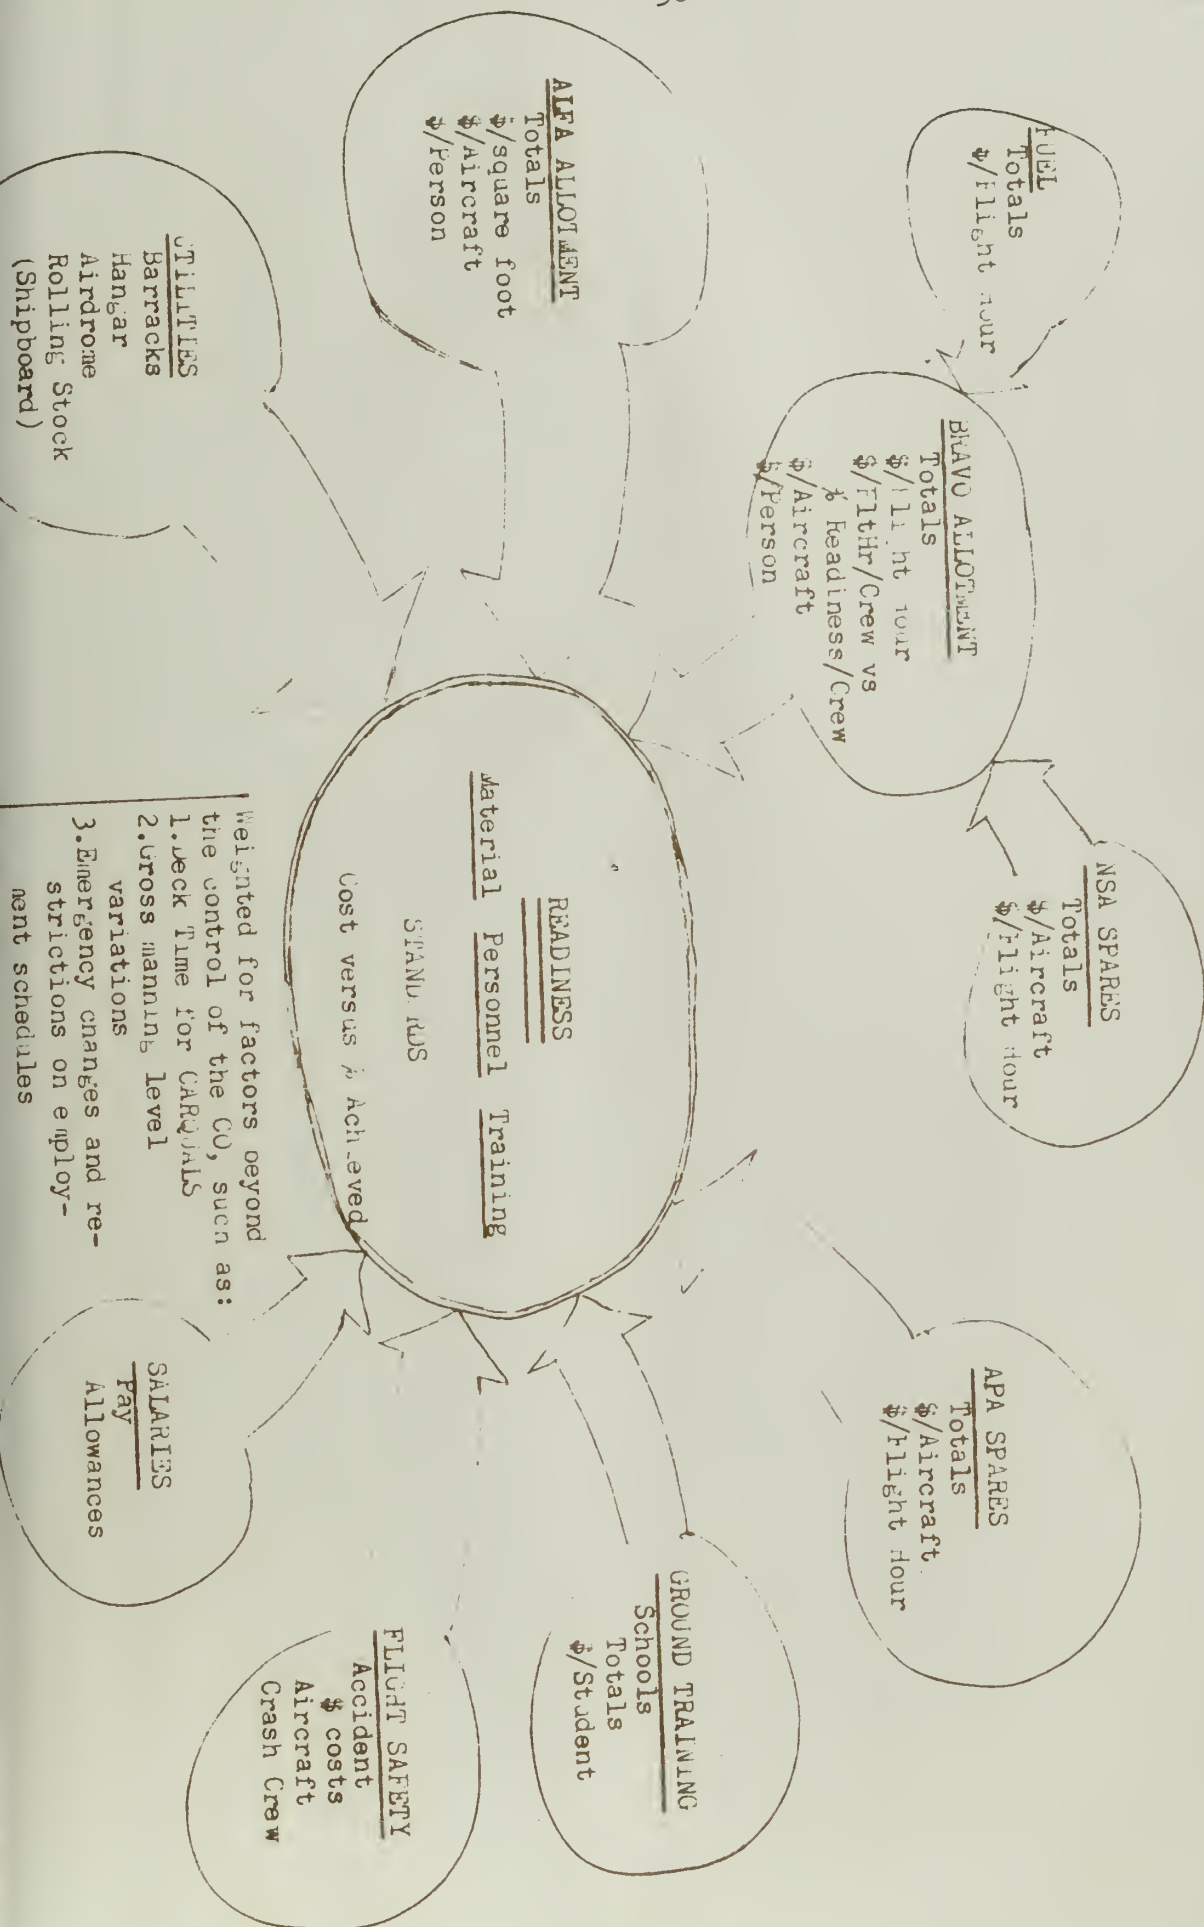 FUEL
Totals
$/Flight Hour
NSA SPARES
Totals
$/Aircraft
$/Flight Hour
APA SPARES
Totals
$/Aircraft
$/Flight Hour
BRAVO ALLOTMENT
Totals
$/Flight Hour
$/FltHr/Crew vs
% Readiness/Crew
$/Aircraft
$/Person
ALFA ALLOTMENT
Totals
$/square foot
$/Aircraft
$/Person
READINESS
Material Personnel Training
STANDARDS
Cost versus % Achieved
GROUND TRAINING
Schools
Totals
$/Student
UTILITIES
Barracks
Hangar
Airdrome
Rolling Stock
(Shipboard)
Weighted for factors beyond
the control of the CO, such as:
1.Deck Time for CARQUALS
2.Gross manning level
variations
3.Emergency changes and re-
strictions on employ-
ment schedules
SALARIES
Pay
Allowances
FLIGHT SAFETY
Accident
$ costs
Aircraft
Crash Crew